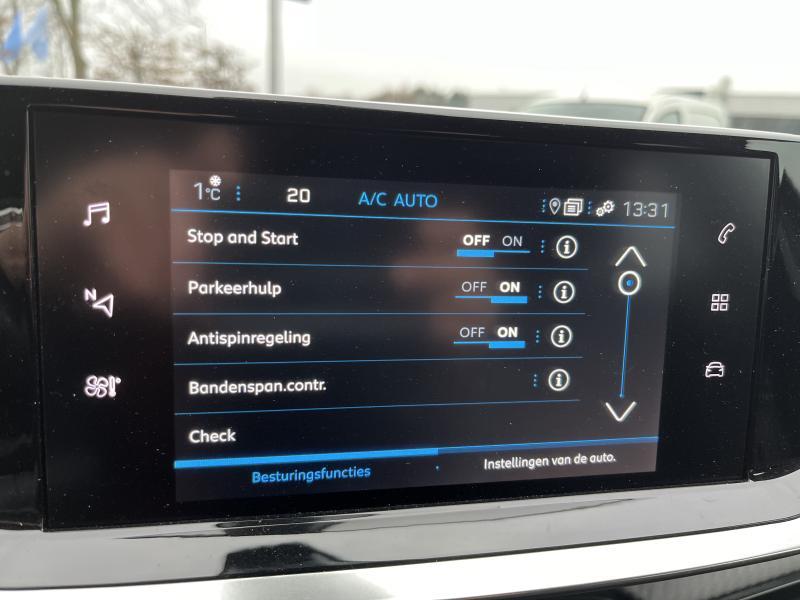 1°C 20 A/C AUTO 13:31
Stop and Start OFF ON i
Parkeerhulp OFF ON i
N
Antispinregeling OFF ON i
Bandenspan.contr. i
Check
Besturingsfuncties Instellingen van de auto.